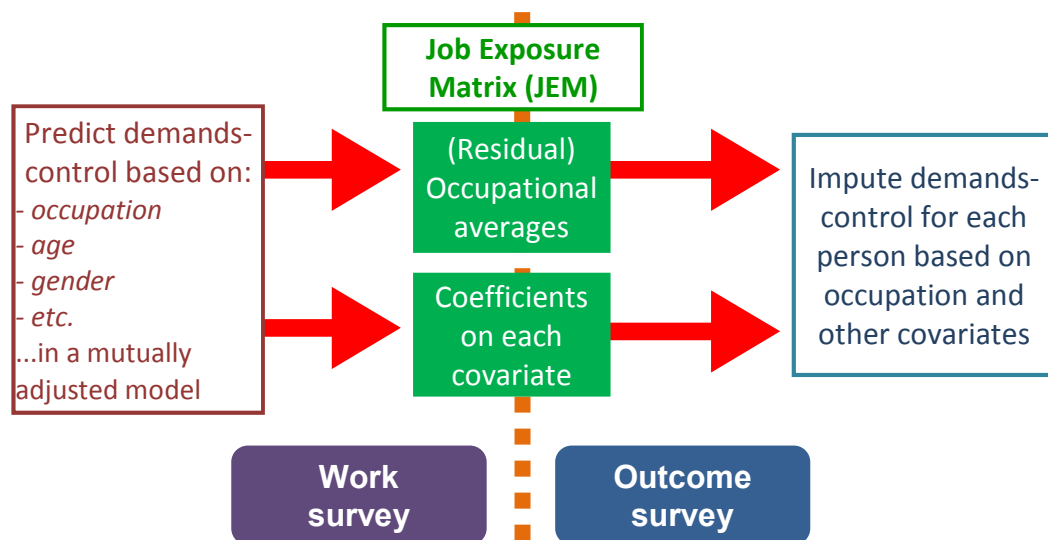 Job Exposure
Matrix (JEM)
Predict demands-
control based on:
- occupation
- age
- gender
- etc.
...in a mutually
adjusted model
(Residual)
Occupational
averages
Coefficients
on each
covariate
Impute demands-
control for each
person based on
occupation and
other covariates
Work
survey
Outcome
survey